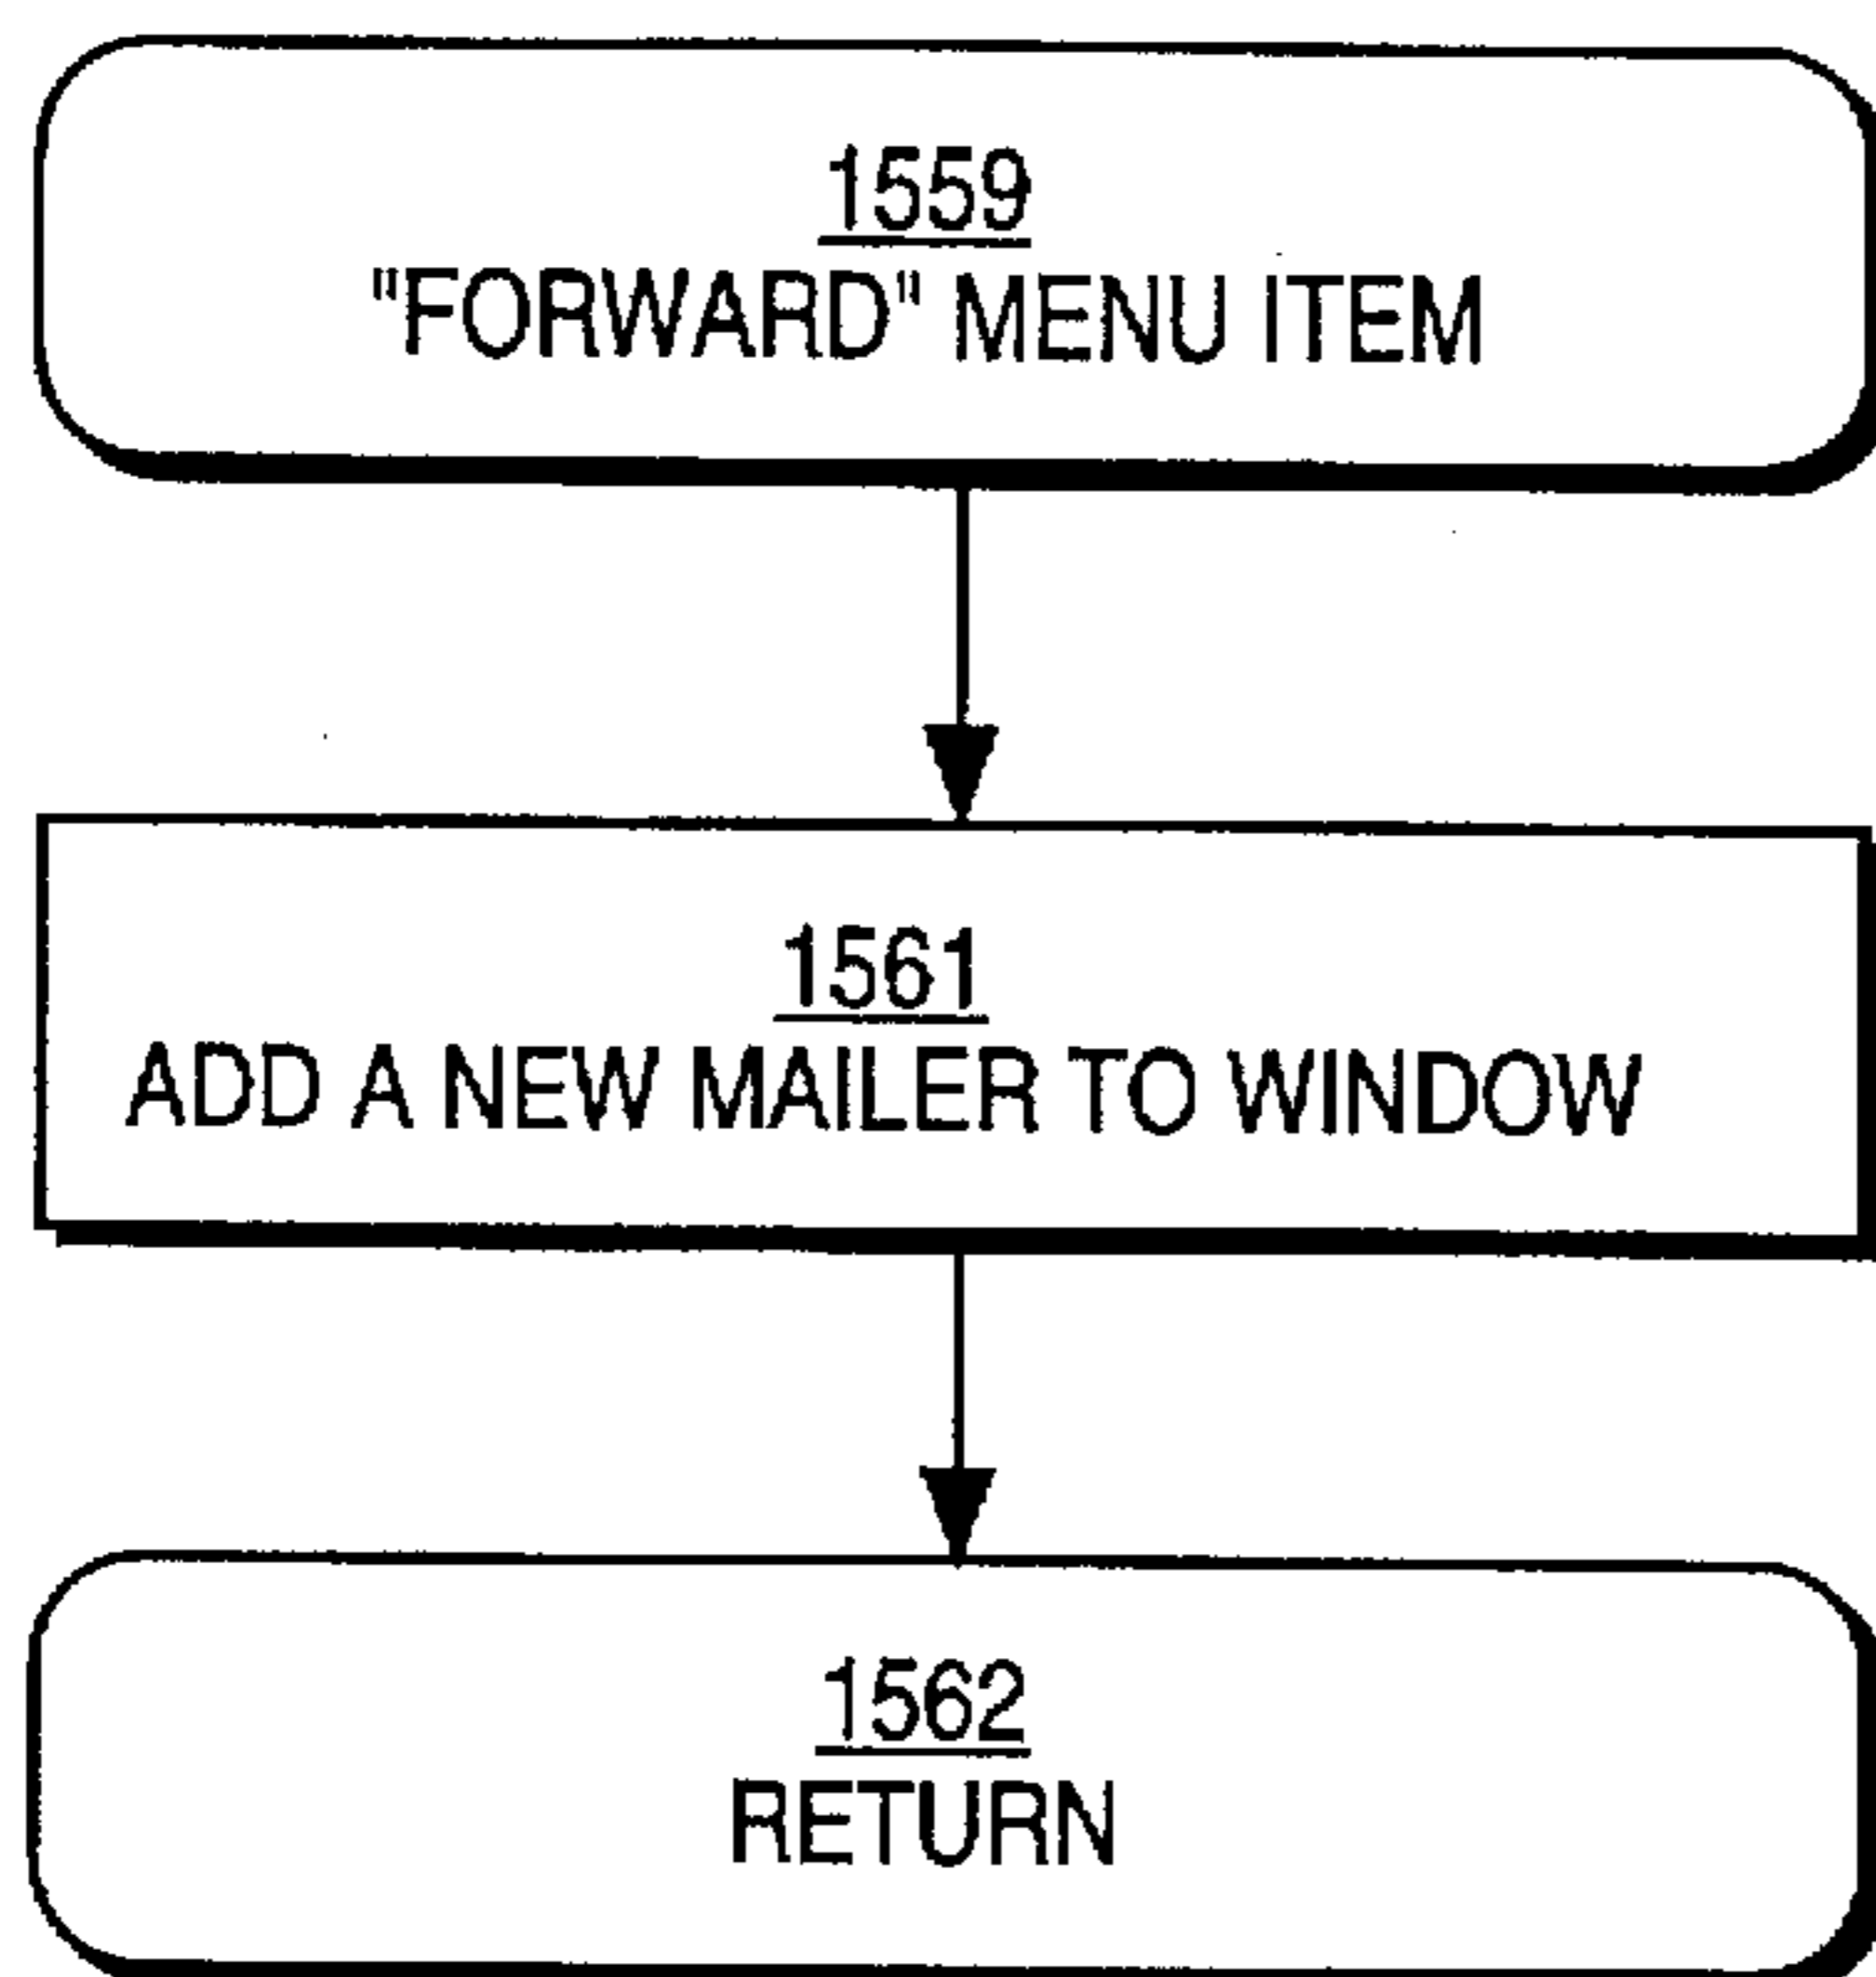 1559
"FORWARD" MENU ITEM
1561
ADD A NEW MAILER TO WINDOW
1562
RETURN